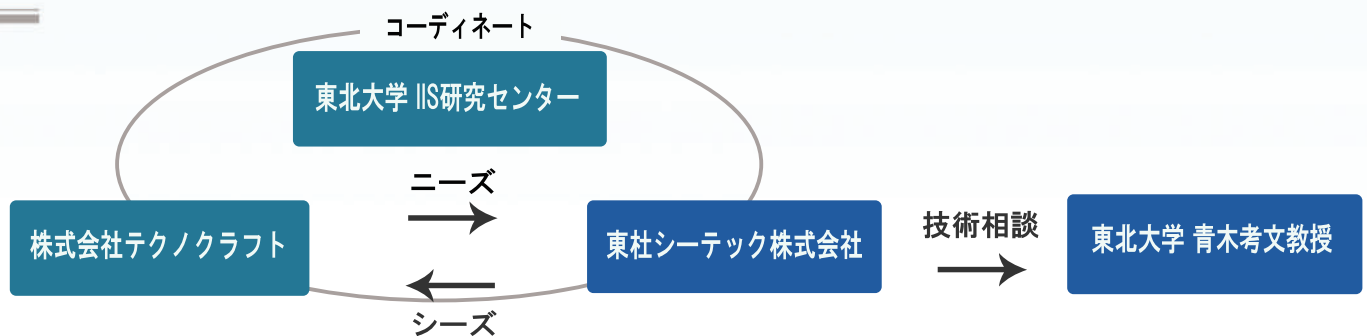 コーディネート
東北大学 IIS研究センター
ニーズ
株式会社テクノクラフト
東杜シーテック株式会社
技術相談
東北大学 青木考文教授
シーズ